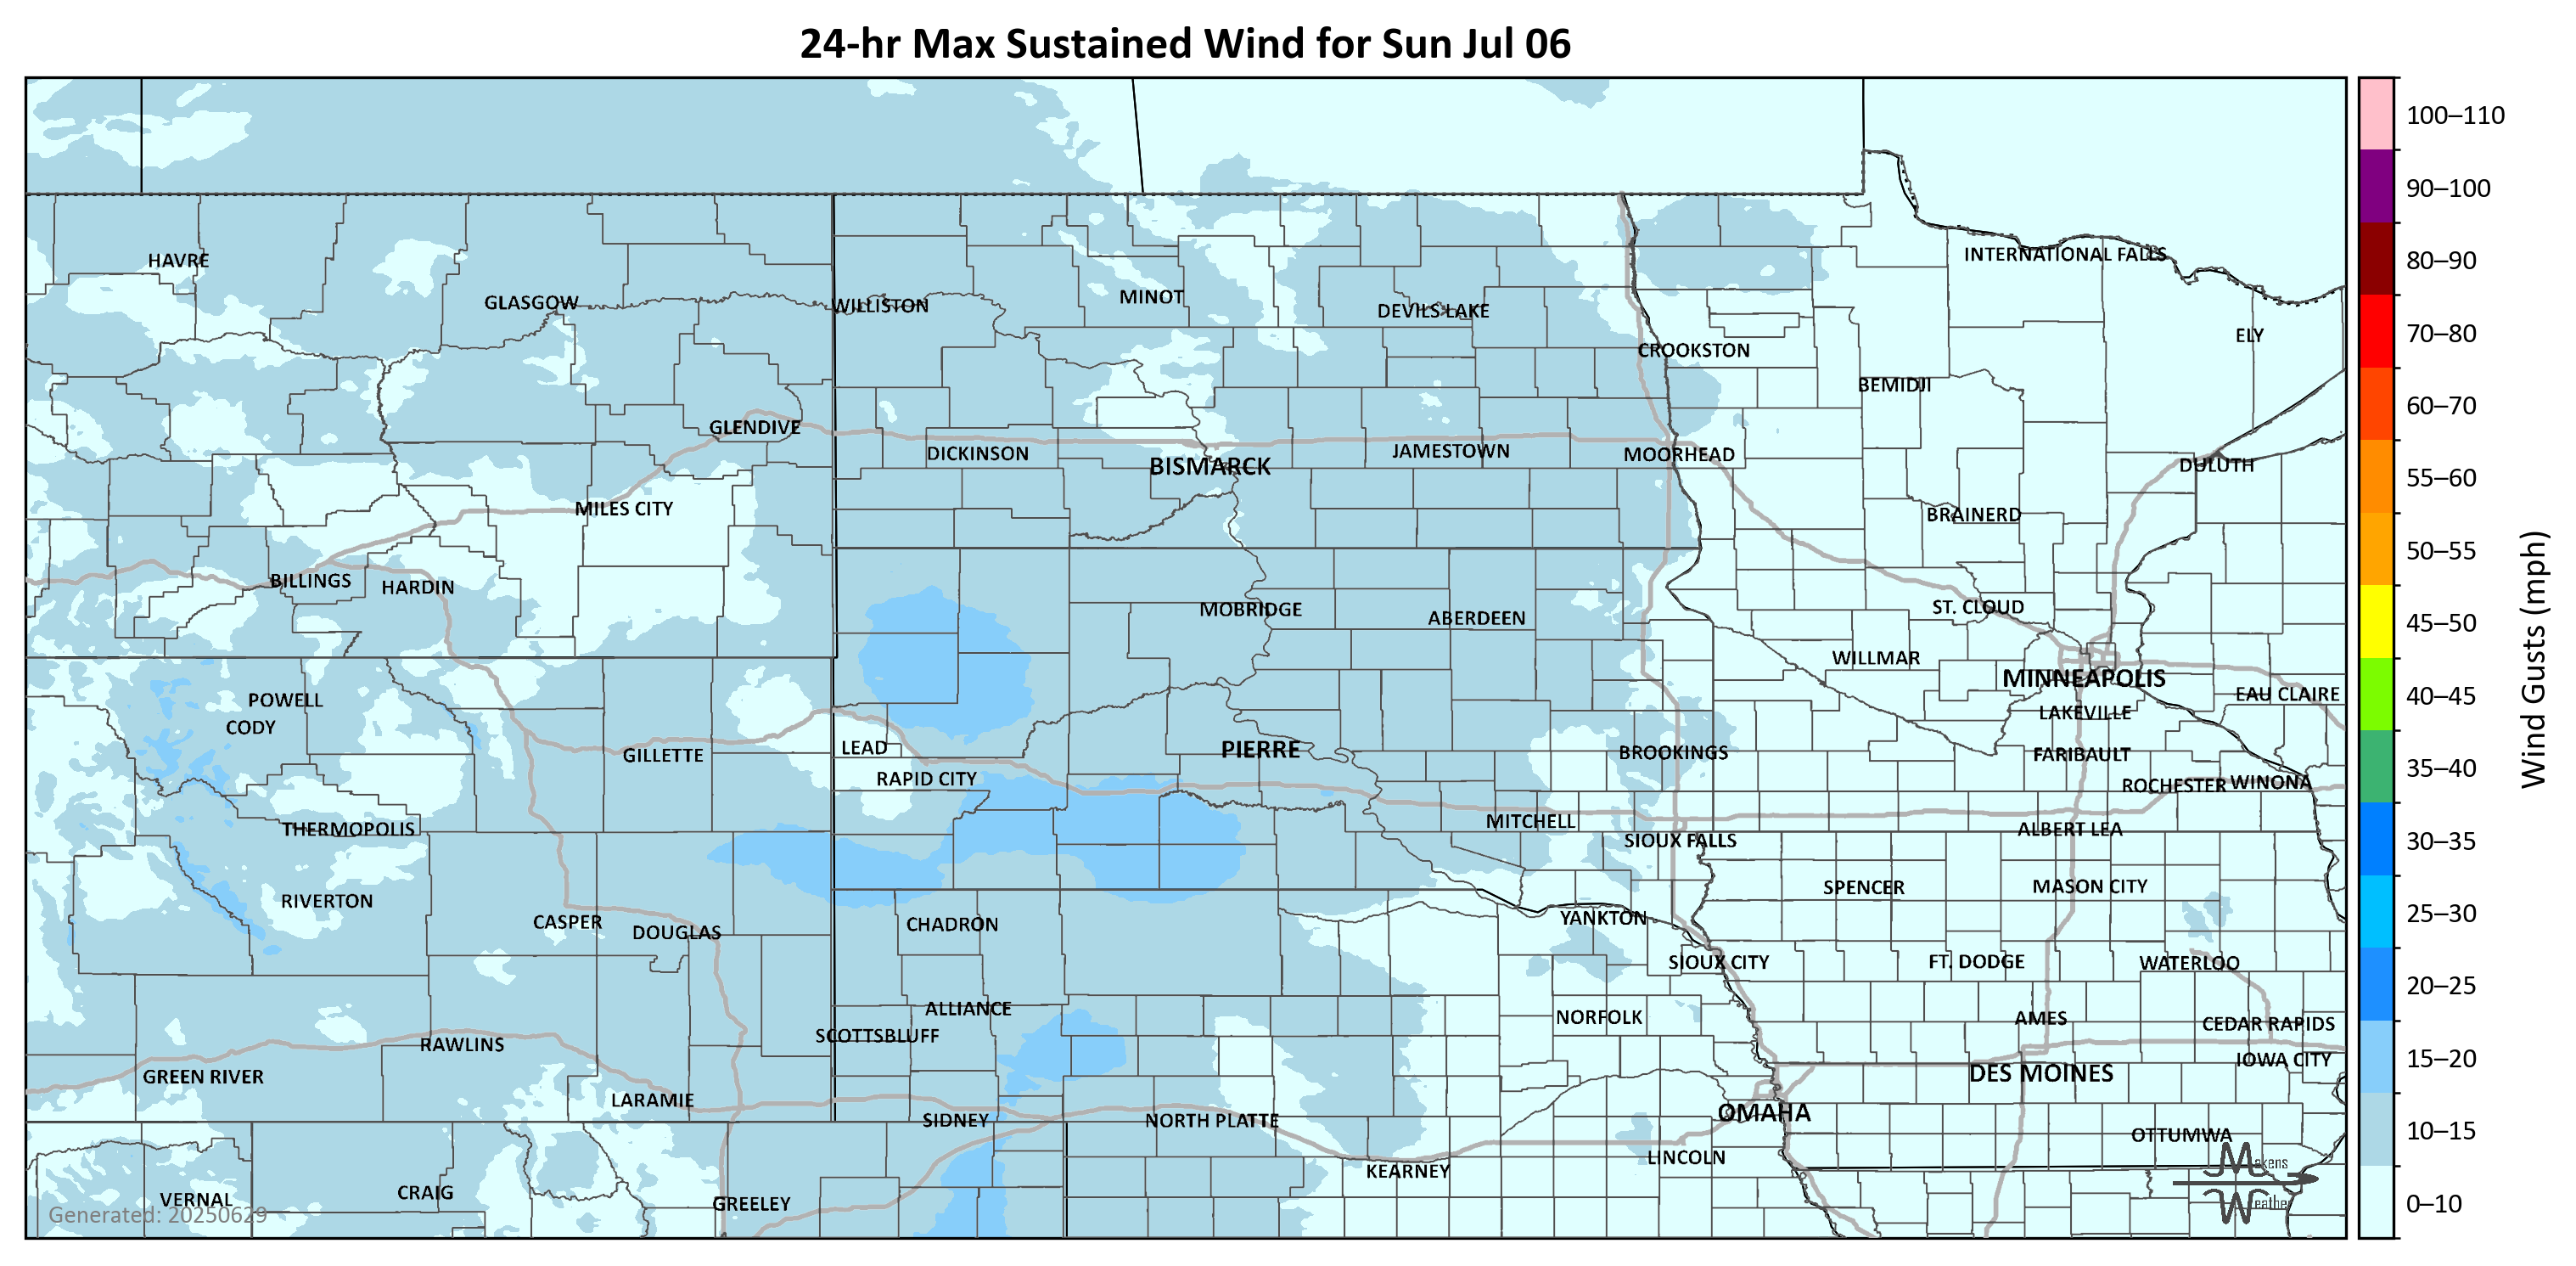 24-hr Max Sustained Wind for Sun Jul 06
100–110
90–100
INTERNATIONAL FALLS
HAVRE
80–90
MINOT
GLASGOW
WILLISTON
DEVILS LAKE
70–80
ELY
CROOKSTON
BEMIDJI
60–70
GLENDIVE
DICKINSON
JAMESTOWN
MOORHEAD
BISMARCK
DULUTH
55–60
MILES CITY
BRAINERD
50–55
BILLINGS
HARDIN
MOBRIDGE
ABERDEEN
ST. CLOUD
45–50
WILLMAR
MINNEAPOLIS
Wind Gusts (mph)
POWELL
EAU CLAIRE
40–45
CODY
LAKEVILLE
LEAD
PIERRE
BROOKINGS
GILLETTE
FARIBAULT
35–40
RAPID CITY
ROCHESTER
WINONA
THERMOPOLIS
MITCHELL
ALBERT LEA
SIOUX FALLS
30–35
SPENCER
MASON CITY
RIVERTON
25–30
CASPER
DOUGLAS
CHADRON
YANKTON
SIOUX CITY
FT. DODGE
WATERLOO
20–25
ALLIANCE
NORFOLK
AMES
CEDAR RAPIDS
SCOTTSBLUFF
RAWLINS
15–20
IOWA CITY
GREEN RIVER
DES MOINES
LARAMIE
SIDNEY
NORTH PLATTE
OMAHA
OTTUMWA
10–15
LINCOLN
KEARNEY
Makens
Weather
VERNAL
CRAIG
GREELEY
0–10
Generated: 20250629